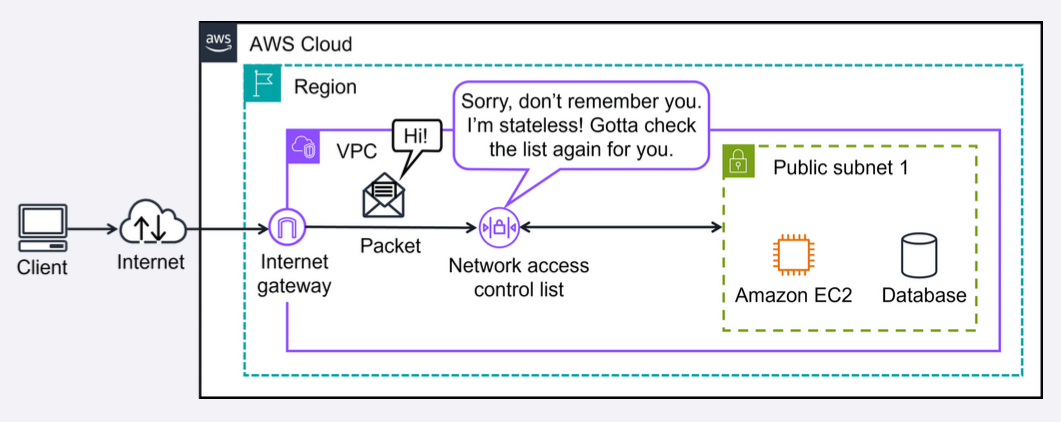 aws
AWS Cloud
Region
Sorry, don’t remember you.
I’m stateless! Gotta check
the list again for you.
Hi!
VPC
Public subnet 1
Packet
Client
Internet
Internet
gateway
Network access
control list
Amazon EC2
Database